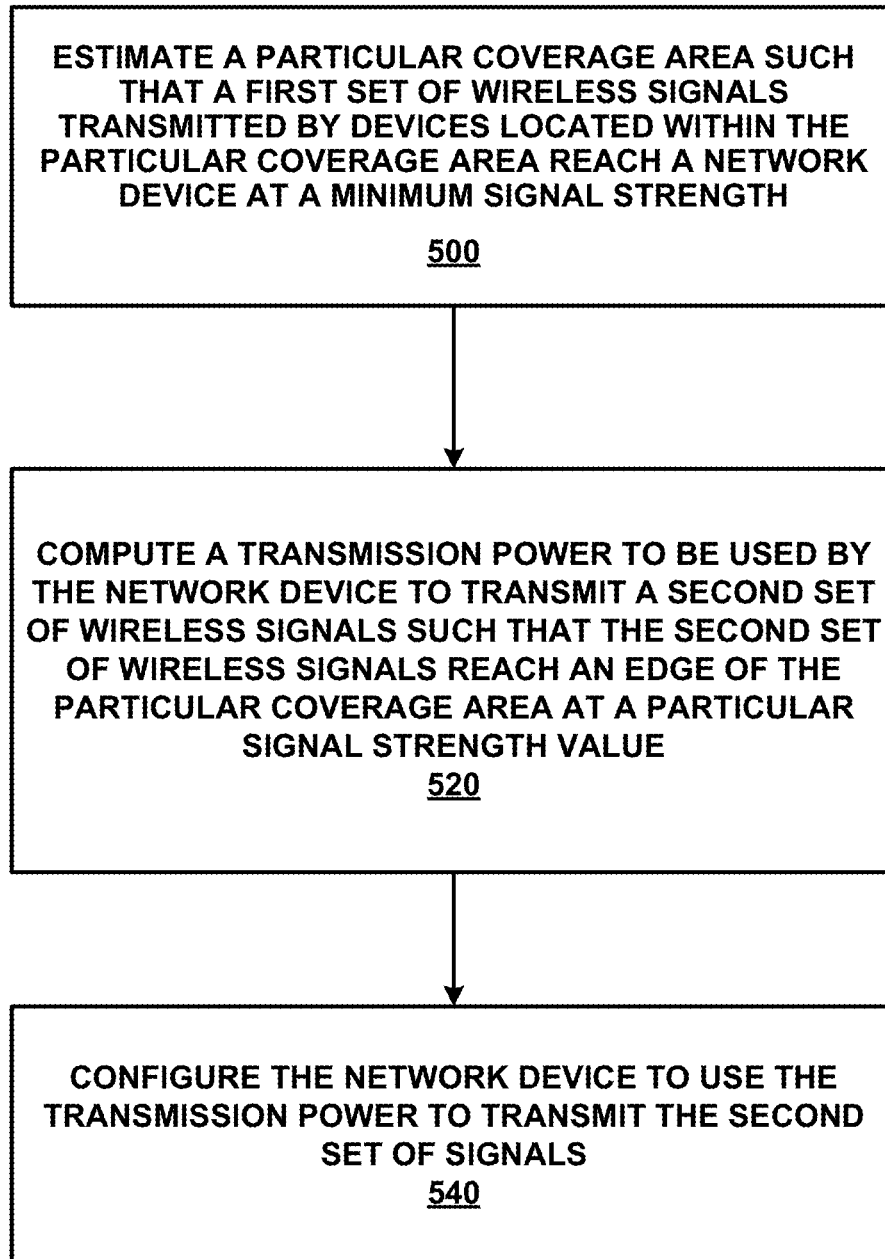 ESTIMATE A PARTICULAR COVERAGE AREA SUCH
THAT A FIRST SET OF WIRELESS SIGNALS
TRANSMITTED BY DEVICES LOCATED WITHIN THE
PARTICULAR COVERAGE AREA REACH A NETWORK
DEVICE AT A MINIMUM SIGNAL STRENGTH
500
COMPUTE A TRANSMISSION POWER TO BE USED BY
THE NETWORK DEVICE TO TRANSMIT A SECOND SET
OF WIRELESS SIGNALS SUCH THAT THE SECOND SET
OF WIRELESS SIGNALS REACH AN EDGE OF THE
PARTICULAR COVERAGE AREA AT A PARTICULAR
SIGNAL STRENGTH VALUE
520
CONFIGURE THE NETWORK DEVICE TO USE THE
TRANSMISSION POWER TO TRANSMIT THE SECOND
SET OF SIGNALS
540